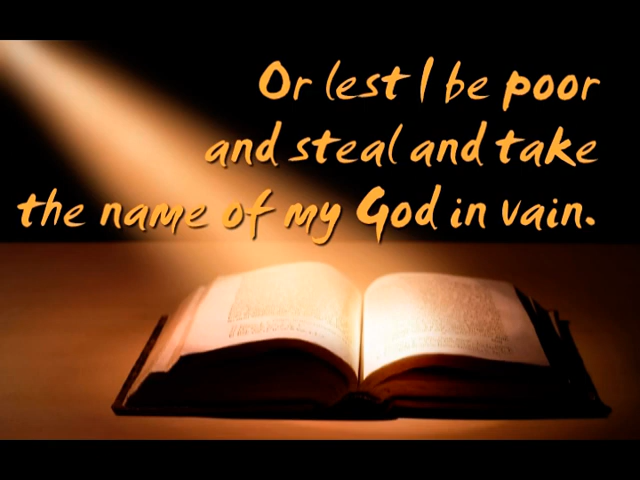 Or lest I be poor
and steal and take
the name of my God in vain.